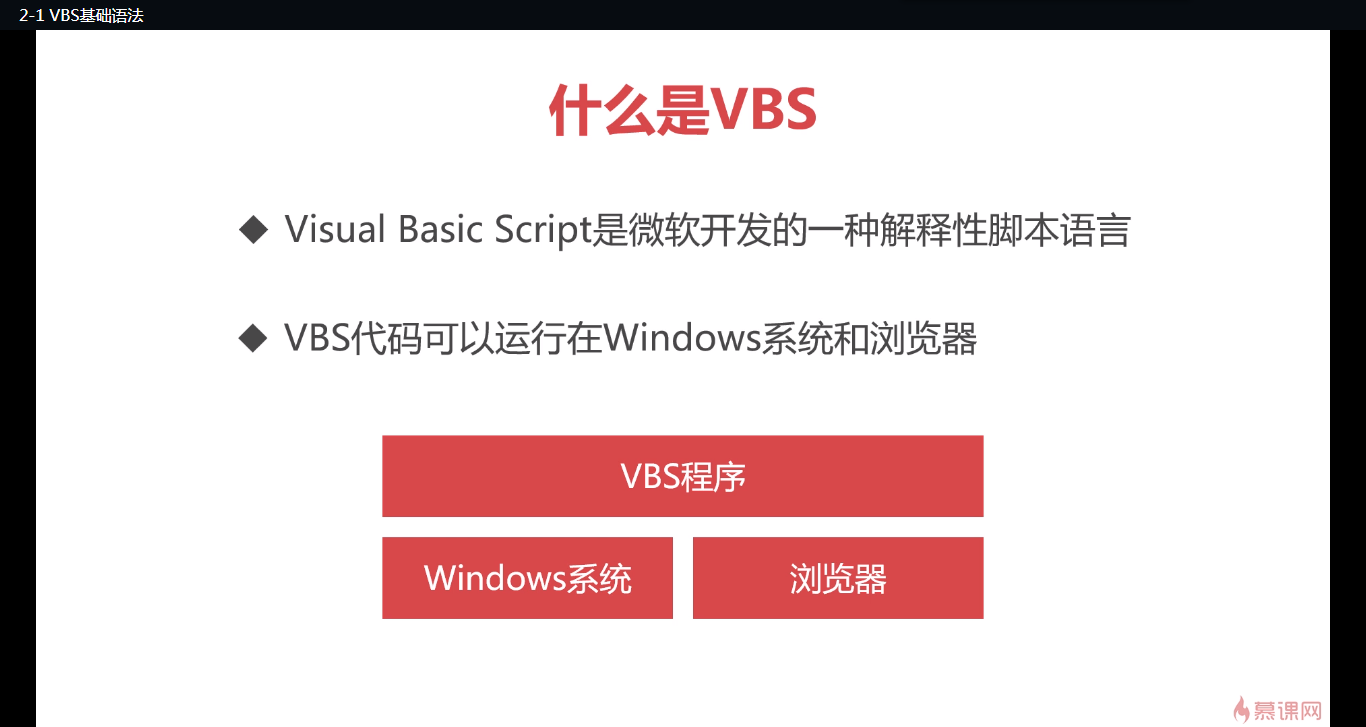 2-1 VBS基础语法
什么是VBS
◆ Visual Basic Script是微软开发的一种解释性脚本语言
◆ VBS代码可以运行在Windows系统和浏览器
VBS程序
Windows系统
浏览器
慕课网